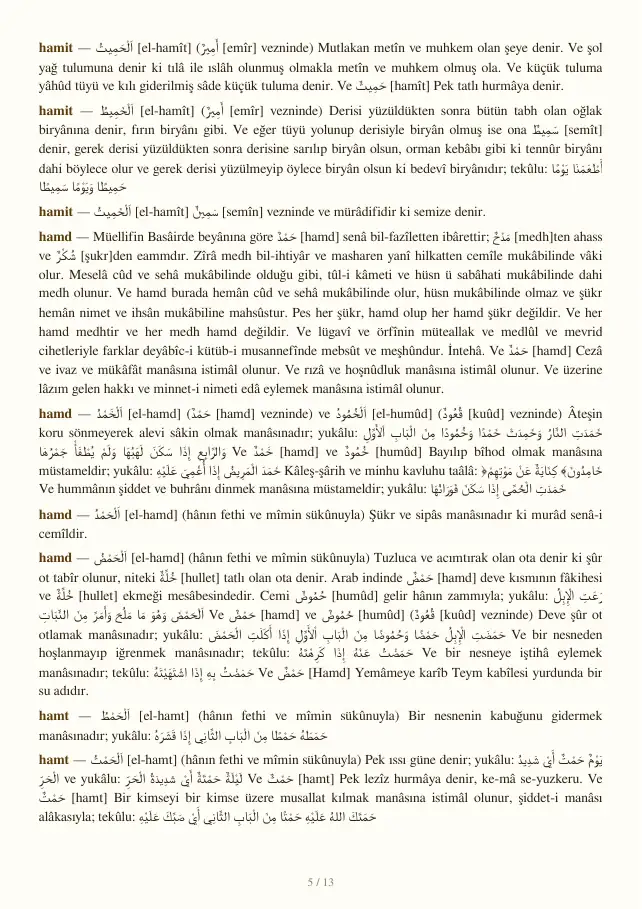 hamit — اَلْحَمِيتُ [el-hamît] (أَمِيرٌ [emîr] vezninde) Mutlakan metîn ve muhkem olan şeye denir. Ve şol
yağ tulumuna denir ki tılâ ile ıslâh olunmuş olmakla metîn ve muhkem olmuş ola. Ve küçük tuluma
yâhûd tüyü ve kılı giderilmiş sâde küçük tuluma denir. Ve حَمِيتٌ [hamît] Pek tatlı hurmâya denir.
hamit — اَلْحَمِيطُ [el-hamît] (أَمِيرٌ [emîr] vezninde) Derisi yüzüldükten sonra bütün tabh olan oğlak
biryânına denir, fırın biryânı gibi. Ve eğer tüyü yolunup derisiyle biryân olmuş ise ona سَمِيطٌ [semît]
denir, gerek derisi yüzüldükten sonra derisine sarılıp biryân olsun, orman kebâbı gibi ki tennûr biryânı
dahi böylece olur ve gerek derisi yüzülmeyip öylece biryân olsun ki bedevî biryânıdır; tekûlu: أَطْعَمَنَا يَوْمًا
حَمِيطًا وَيَوْمًا سَمِيطًا
hamit — اَلْحَمِيتُ [el-hamît] سَمِينٌ [semîn] vezninde ve mürâdifidir ki semize denir.
hamd — Müellifin Basâirde beyânına göre حَمْدٌ [hamd] senâ bil-fazîletten ibârettir; مَدْحٌ [medh]ten ahass
ve شُكْرٌ [şukr]den eammdır. Zîrâ medh bil-ihtiyâr ve masharen yanî hilkatten cemîle mukâbilinde vâki
olur. Meselâ cûd ve sehâ mukâbilinde olduğu gibi, tûl-i kâmeti ve hüsn ü sabâhati mukâbilinde dahi
medh olunur. Ve hamd burada hemân cûd ve sehâ mukâbilinde olur, hüsn mukâbilinde olmaz ve şükr
hemân nimet ve ihsân mukâbiline mahsûstur. Pes her şükr, hamd olup her hamd şükr değildir. Ve her
hamd medhtir ve her medh hamd değildir. Ve lügavî ve örfînin müteallak ve medlûl ve mevrid
cihetleriyle farklar deyâbîc-i kütüb-i musannefînde mebsût ve meşhûndur. İntehâ. Ve حَمْدٌ [hamd] Cezâ
ve ivaz ve mükâfât manâsına istimâl olunur. Ve rızâ ve hoşnûdluk manâsına istimâl olunur. Ve üzerine
lâzım gelen hakkı ve minnet-i nimeti edâ eylemek manâsına istimâl olunur.
hamd — اَلْخَمْدُ [el-hamd] (حَمْدٌ [hamd] vezninde) ve اَلْخُمُودُ [el-humûd] (قُعُودٌ [kuûd] vezninde) Âteşin
koru sönmeyerek alevi sâkin olmak manâsınadır; yukâlu: خَمَدَتِ النَّارُ وَخَمِدَتْ خَمْدًا وَخُمُودًا مِنَ الْبَابِ الْأَوَّلِ
وَالرَّابِعِ إِذَا سَكَنَ لَهَبُهَا وَلَمْ يُطْفَأْ جَمْرُهَا Ve خَمْدٌ [hamd] ve خُمُودٌ [humûd] Bayılıp bîhod olmak manâsına
müstameldir; yukâlu: خَمَدَ الْمَرِيضُ إِذَا أُغْمِيَ عَلَيْهِ Kâleş-şârih ve minhu kavluhu taâlâ: ﴿خَامِدُونَ﴾ كِنَايَةٌ عَنْ مَوْتِهِمْ
Ve hummânın şiddet ve buhrânı dinmek manâsına müstameldir; yukâlu: خَمَدَتِ الْحُمَّى إِذَا سَكَنَ فَوَرَانُهَا
hamd — اَلْحَمْدُ [el-hamd] (hânın fethi ve mîmin sükûnuyla) Şükr ve sipâs manâsınadır ki murâd senâ-i
cemîldir.
hamd — اَلْحَمْضُ [el-hamd] (hânın fethi ve mîmin sükûnuyla) Tuzluca ve acımtırak olan ota denir ki şûr
ot tabîr olunur, niteki خُلَّةٌ [hullet] tatlı olan ota denir. Arab indinde حَمْضٌ [hamd] deve kısmının fâkihesi
ve خُلَّةٌ [hullet] ekmeği mesâbesindedir. Cemi حُمُوضٌ [humûd] gelir hânın zammıyla; yukâlu: رَعَتِ الْإِبِلُ
الْحَمْضَ وَهُوَ مَا مَلُحَ وَأَمَرَّ مِنَ النَّبَاتِ Ve حَمْضٌ [hamd] ve حُمُوضٌ [humûd] (قُعُودٌ [kuûd] vezninde) Deve şûr ot
otlamak manâsınadır; yukâlu: حَمَضَتِ الْإِبِلُ حَمْضًا وَحُمُوضًا مِنَ الْبَابِ الْأَوَّلِ إِذَا أَكَلَتِ الْحَمْضَ Ve bir nesneden
hoşlanmayıp iğrenmek manâsınadır; tekûlu: حَمَضْتُ عَنْهُ إِذَا كَرِهْتَهُ Ve bir nesneye iştihâ eylemek
manâsınadır; tekûlu: حَمَضْتُ بِهِ إِذَا اشْتَهَيْتَهُ Ve حَمْضٌ [Hamd] Yemâmeye karîb Teym kabîlesi yurdunda bir
su adıdır.
hamt — اَلْحَمْطُ [el-hamt] (hânın fethi ve mîmin sükûnuyla) Bir nesnenin kabuğunu gidermek
manâsınadır; yukâlu: حَمَطَهُ حَمْطًا مِنَ الْبَابِ الثَّانِي إِذَا قَشَرَهُ
hamt — اَلْحَمْتُ [el-hamt] (hânın fethi ve mîmin sükûnuyla) Pek ıssı güne denir; yukâlu: يَوْمٌ حَمْتٌ أَيْ شَدِيدُ
الْحَرِّ ve yukâlu: لَيْلَةٌ حَمْتَةٌ أَيْ شَدِيدَةُ الْحَرِّ Ve حَمْتٌ [hamt] Pek lezîz hurmâya denir, ke-mâ se-yuzkeru. Ve
حَمْتٌ [hamt] Bir kimseyi bir kimse üzere musallat kılmak manâsına istimâl olunur, şiddet-i manâsı
alâkasıyla; tekûlu: حَمَتَكَ اللهُ عَلَيْهِ حَمْتًا مِنَ الْبَابِ الثَّانِي أَيْ صَبَّكَ عَلَيْهِ
5 / 13